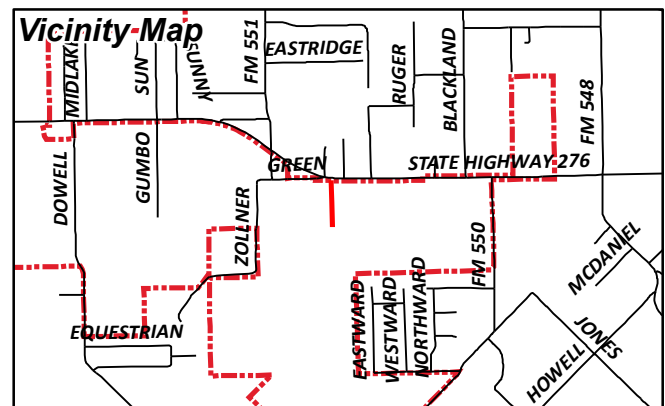 Vicinity Map
MIDLAKE
SUN
SUNNY
FM 551
EASTRIDGE
RUGER
BLACKLAND
FM 548
DOWELL
GUMBO
GREEN
STATE HIGHWAY 276
ZOLLNER
FM 550
MCDANIEL
EQUESTRIAN
EASTWARD
WESTWARD
NORTHWARD
JONES
HOWELL